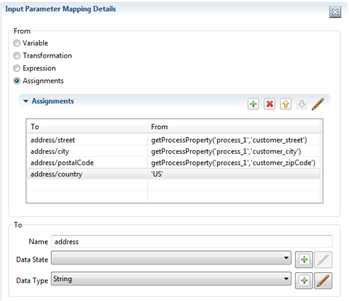 Input Parameter Mapping Details
From
Variable
Transformation
Expression
Assignments
Assignments
To From
address/street getProcessProperty('process_1','customer_street')
address/city getProcessProperty('process_1','customer_city')
address/postalCode getProcessProperty('process_1','customer_zipCode')
address/country 'US'
To
Name address
Data State
Data Type String